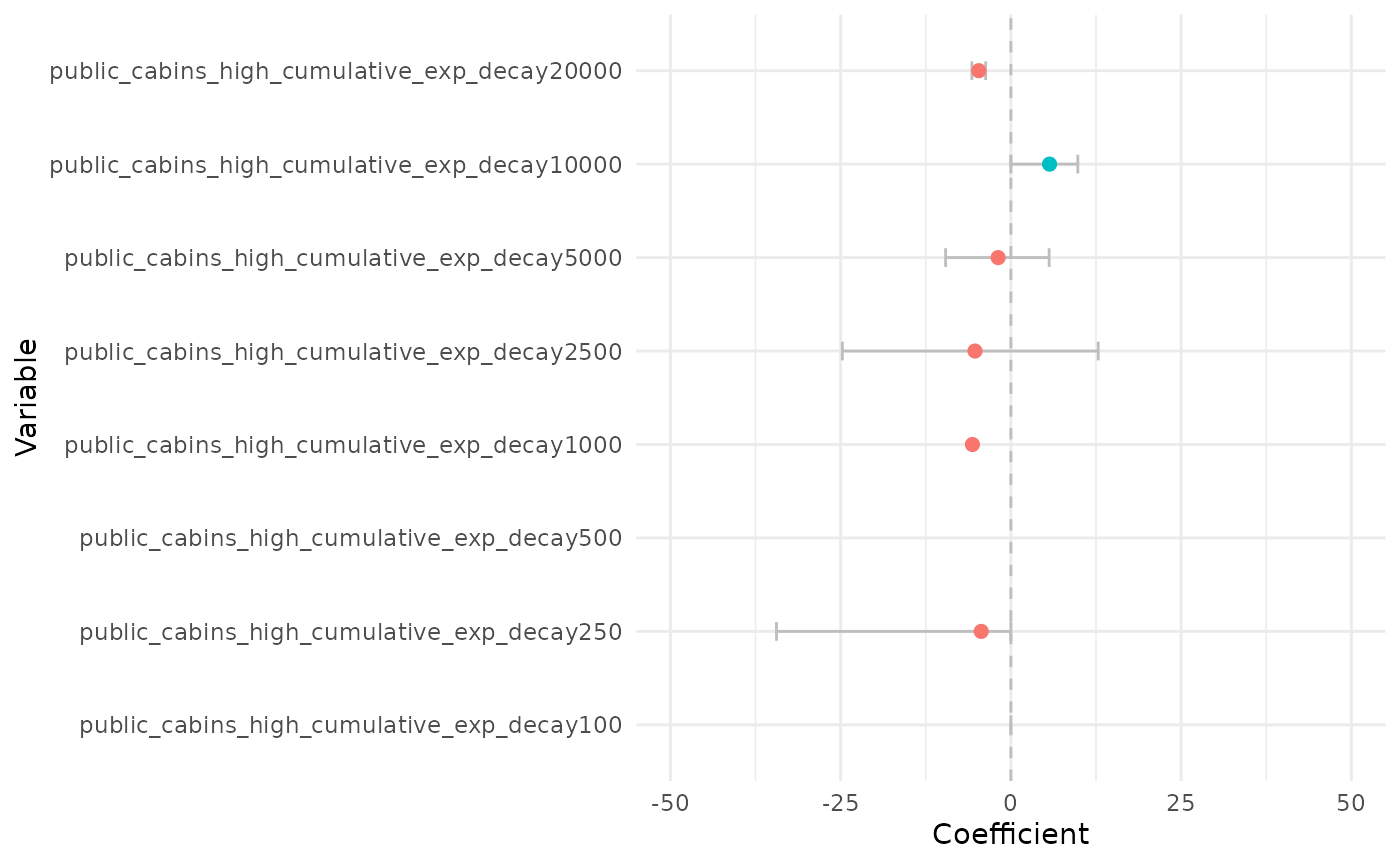 public_cabins_high_cumulative_exp_decay20000
public_cabins_high_cumulative_exp_decay10000
public_cabins_high_cumulative_exp_decay5000
public_cabins_high_cumulative_exp_decay2500
public_cabins_high_cumulative_exp_decay1000
public_cabins_high_cumulative_exp_decay500
public_cabins_high_cumulative_exp_decay250
public_cabins_high_cumulative_exp_decay100
Variable
-50 -25 0 25 50
Coefficient